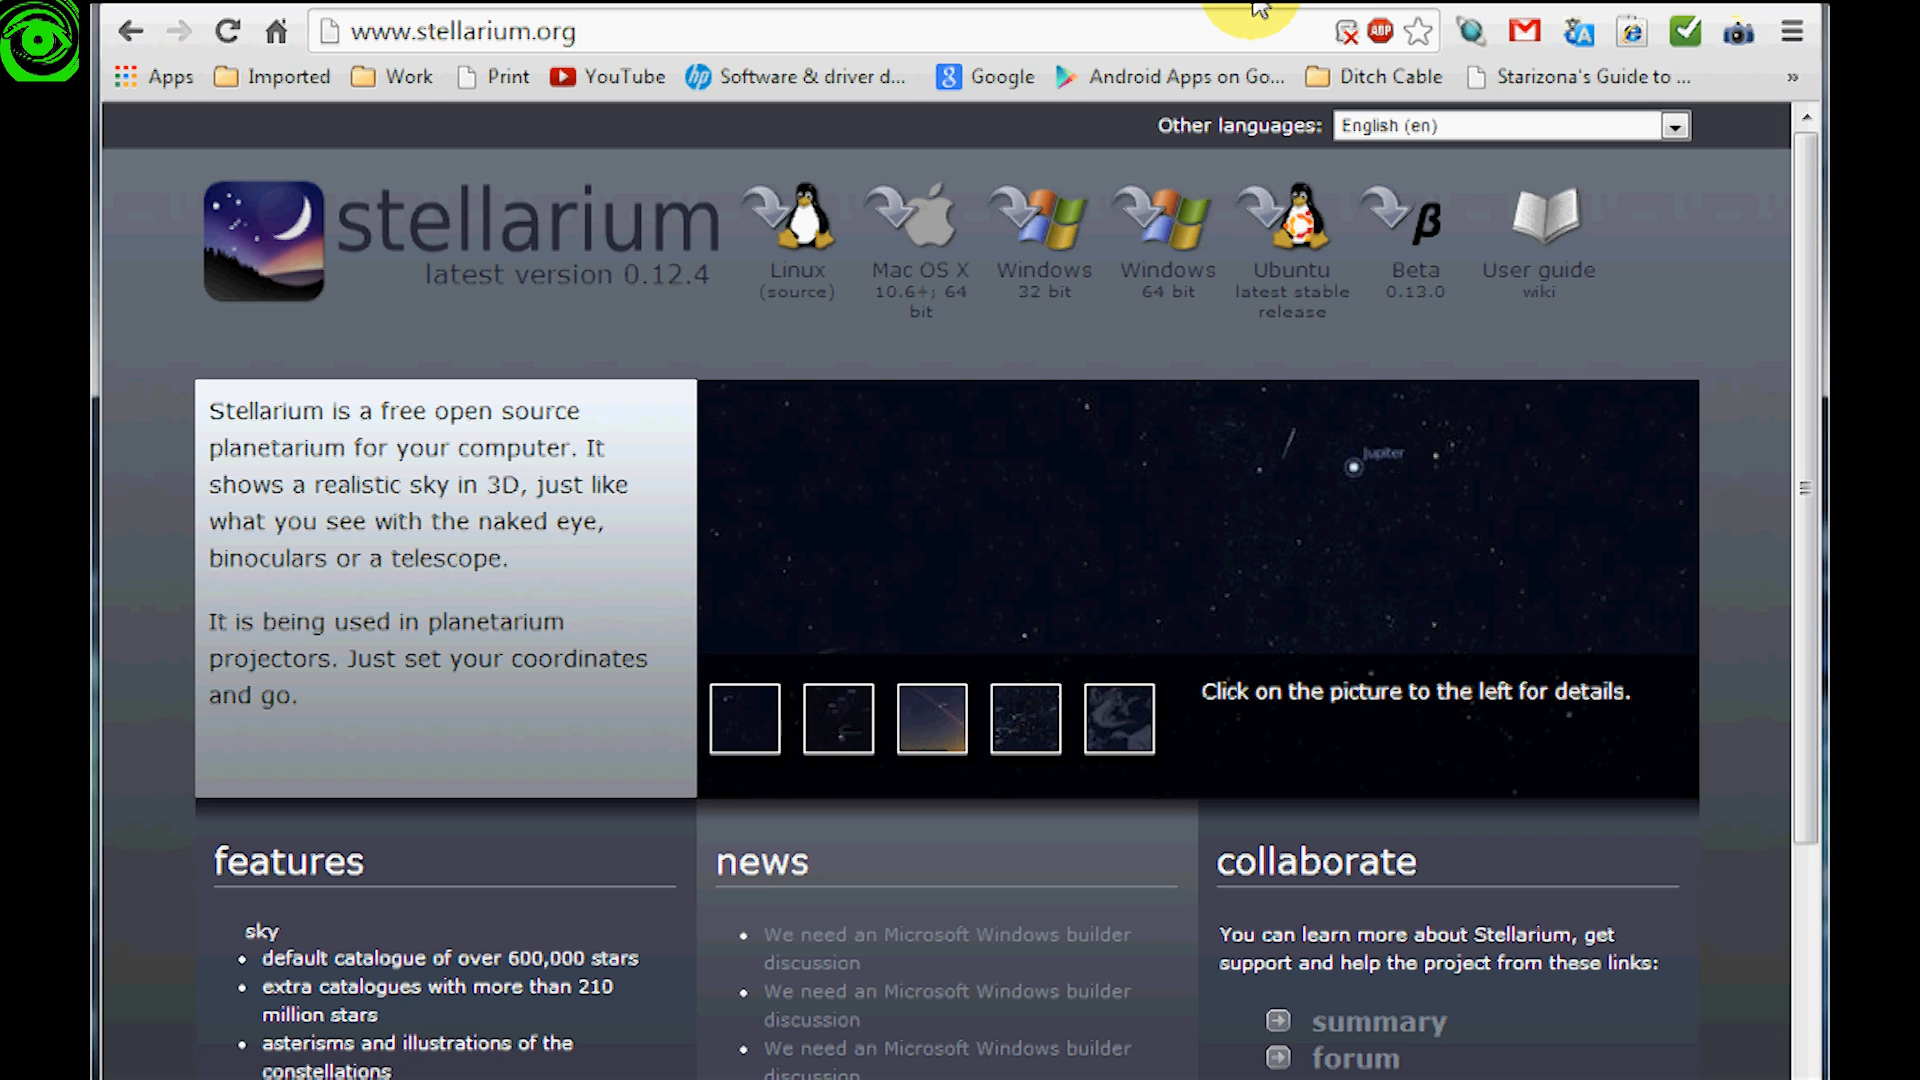 www.stellarium.org
ABP
Apps Imported Work Print YouTube Software & driver d... Google Android Apps on Go... Ditch Cable Starizona's Guide to ... »
Other languages: English (en)
stellarium
latest version 0.12.4
Linux
(source)
Mac OS X
10.6+; 64
bit
Windows
32 bit
Windows
64 bit
Ubuntu
latest stable
release
β
Beta
0.13.0
User guide
wiki
Stellarium is a free open source
planetarium for your computer. It
shows a realistic sky in 3D, just like
what you see with the naked eye,
binoculars or a telescope.
It is being used in planetarium
projectors. Just set your coordinates
and go.
Jupiter
Click on the picture to the left for details.
features
sky
default catalogue of over 600,000 stars
extra catalogues with more than 210
million stars
asterisms and illustrations of the
constellations
news
We need an Microsoft Windows builder
discussion
We need an Microsoft Windows builder
discussion
We need an Microsoft Windows builder
discussion
collaborate
You can learn more about Stellarium, get
support and help the project from these links:
summary
forum